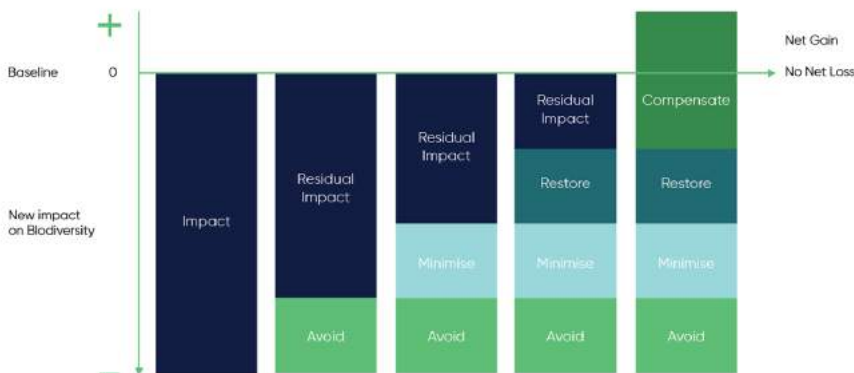 +
Net Gain
Baseline
0
No Net Loss
Residual
Impact
Compensate
Residual
Impact
Residual
Impact
Restore
Restore
New impact
on Biodiversity
Impact
Minimise
Minimise
Minimise
Avoid
Avoid
Avoid
Avoid
–